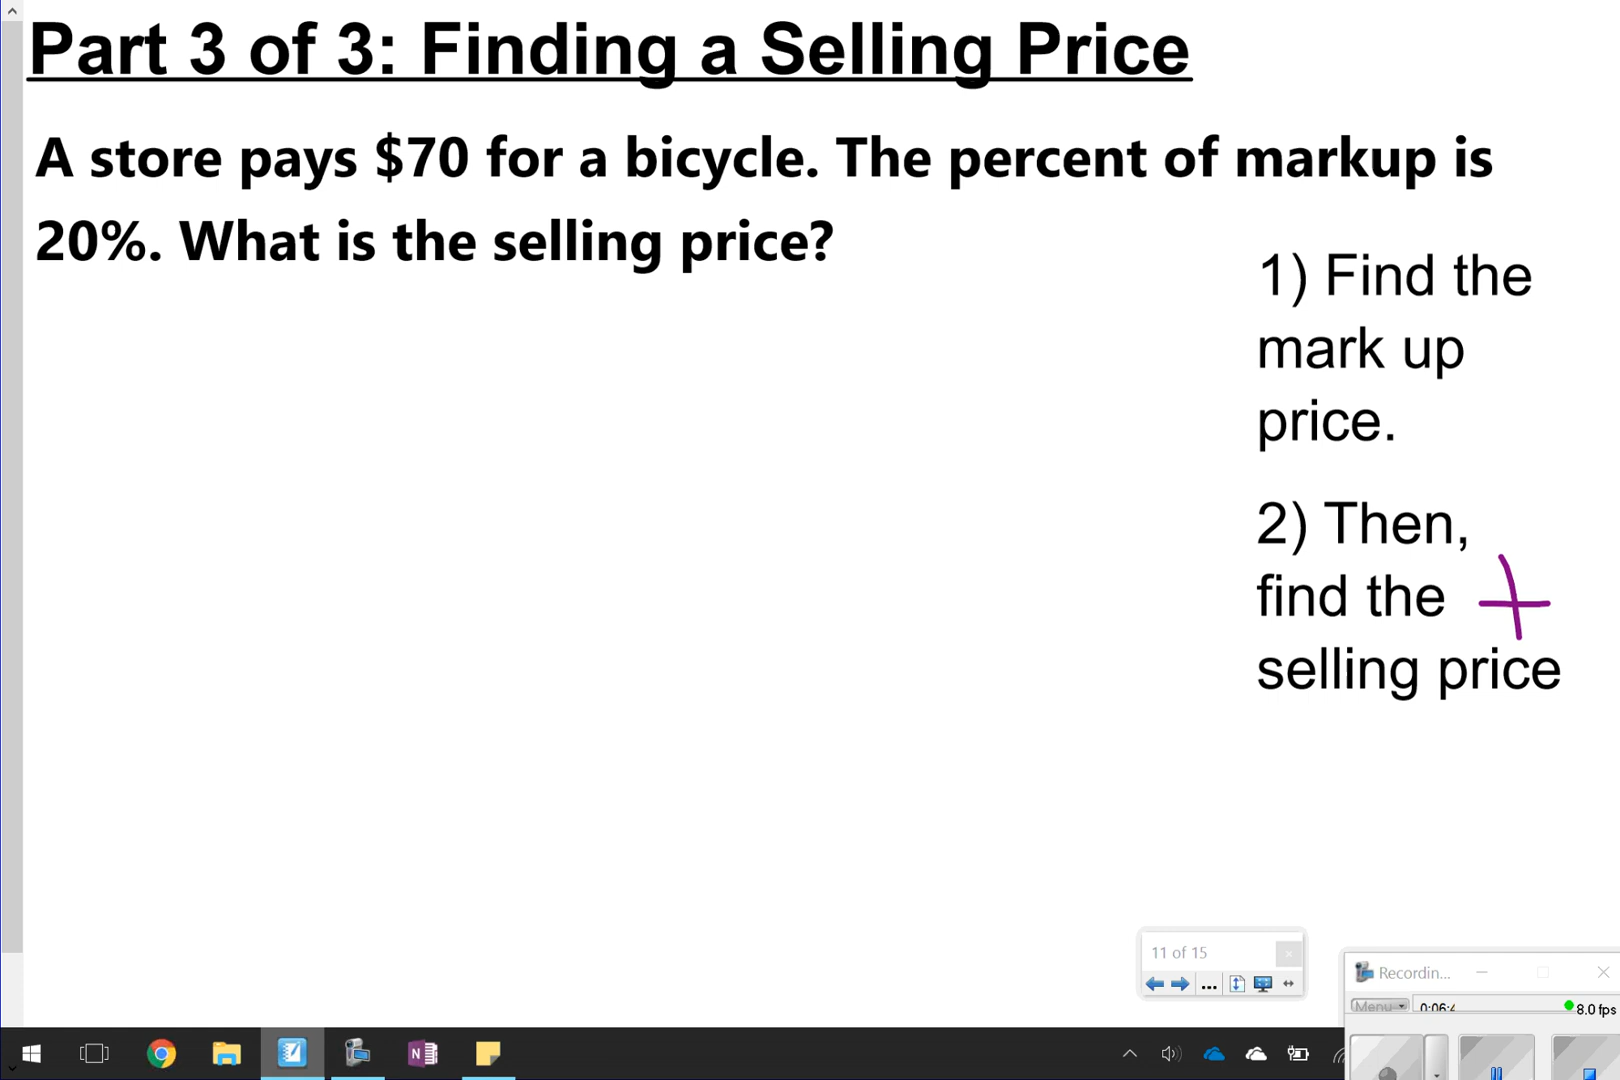 Part 3 of 3: Finding a Selling Price
A store pays $70 for a bicycle. The percent of markup is
20%. What is the selling price?
1) Find the
mark up
price.
2) Then,
find the +
selling price
11 of 15
...
Recordin...
Menu
8.0 fps
N